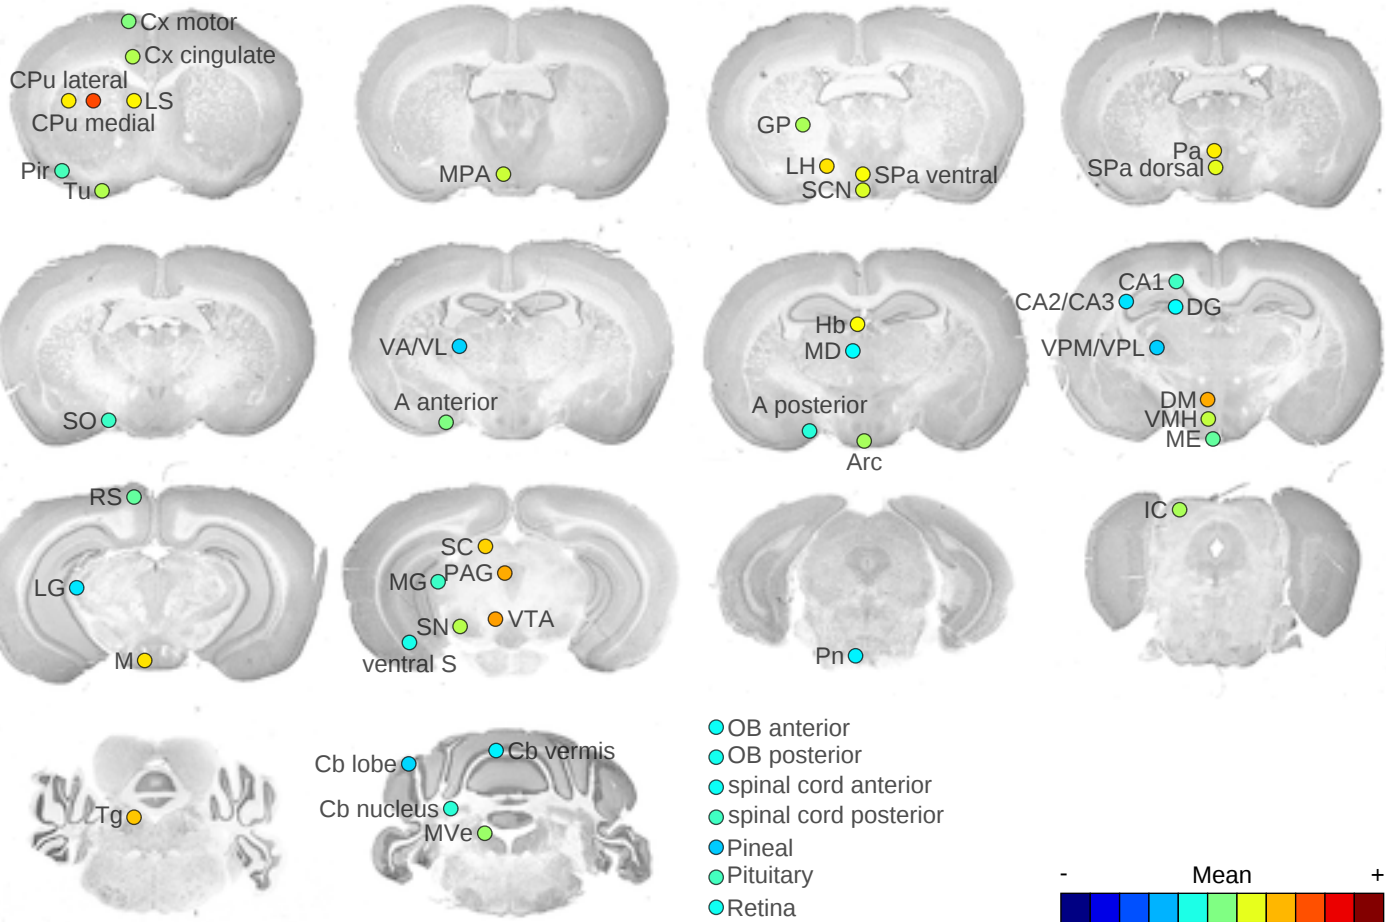 Cx motor
Cx cingulate
CPu lateral
LS
CPu medial
Pir
Tu
MPA
GP
LH
SPa ventral
SCN
Pa
SPa dorsal
SO
VA/VL
A anterior
Hb
MD
A posterior
Arc
CA1
CA2/CA3
DG
VPM/VPL
DM
VMH
ME
RS
LG
M
SC
MG
PAG
SN
VTA
ventral S
Pn
IC
Tg
Cb lobe
Cb vermis
Cb nucleus
MVe
OB anterior
OB posterior
spinal cord anterior
spinal cord posterior
Pineal
Pituitary
Retina
- Mean +